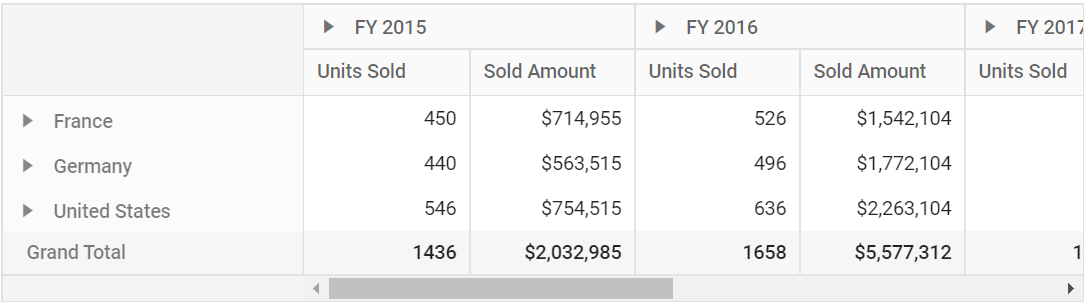 FY 2015 FY 2016 FY 2017
Units Sold Sold Amount Units Sold Sold Amount Units Sold
France 450 $714,955 526 $1,542,104
Germany 440 $563,515 496 $1,772,104
United States 546 $754,515 636 $2,263,104
Grand Total 1436 $2,032,985 1658 $5,577,312 1